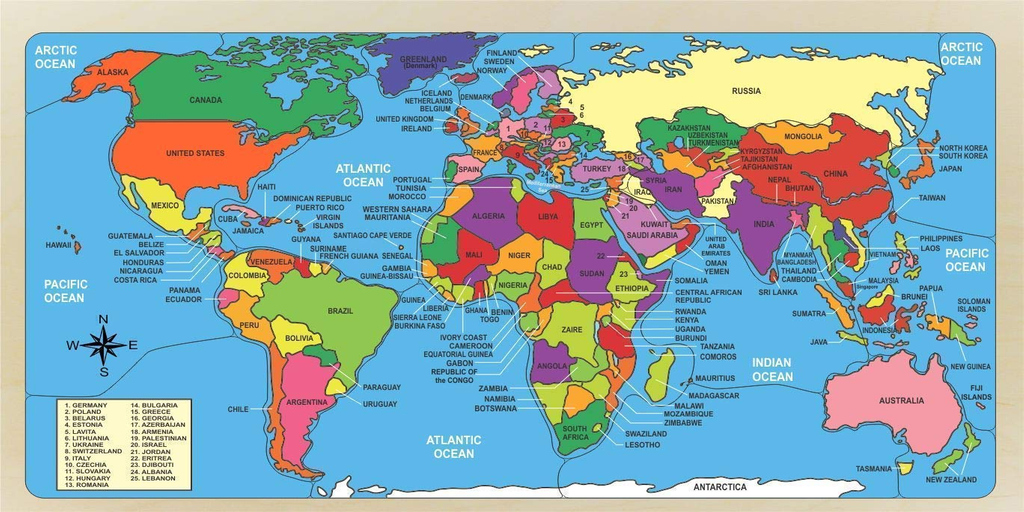 ARCTIC
OCEAN
ARCTIC
OCEAN
ALASKA
CANADA
GREENLAND
(Denmark)
FINLAND
SWEDEN
NORWAY
RUSSIA
ICELAND
NETHERLANDS
BELGIUM
DENMARK
UNITED KINGDOM
IRELAND
4
5
6
3
2
1
11
7
KAZAKHSTAN
UZBEKISTAN
TURKMENISTAN
MONGOLIA
KYRGYZSTAN
TAJIKISTAN
AFGHANISTAN
NORTH KOREA
SOUTH KOREA
JAPAN
UNITED STATES
FRANCE
8
9
10
12
13
14
16
17
18
TURKEY
SPAIN
24
15
25
ATLANTIC
OCEAN
PORTUGAL
TUNISIA
MOROCCO
WESTERN SAHARA
MAURITANIA
SYRIA
IRAQ
IRAN
PAKISTAN
NEPAL
BHUTAN
CHINA
TAIWAN
19
20
21
MEXICO
HAITI
DOMINICAN REPUBLIC
PUERTO RICO
VIRGIN
ISLANDS
CUBA
JAMAICA
ALGERIA
LIBYA
EGYPT
KUWAIT
SAUDI ARABIA
INDIA
HAWAII
GUATEMALA
BELIZE
EL SALVADOR
HONDURAS
NICARAGUA
COSTA RICA
PANAMA
ECUADOR
GUYANA
SURINAME
FRENCH GUIANA
SANTIAGO CAPE VERDE
SENEGAL
GAMBIA
GUINEA-BISSAU
VENEZUELA
COLOMBIA
MALI
NIGER
CHAD
22
SUDAN
23
UNITED
ARAB
EMIRATES
OMAN
YEMEN
SOMALIA
MYANMAR
BANGLADESH
THAILAND
CAMBODIA
VIETNAM
PHILIPPINES
LAOS
PACIFIC
OCEAN
PACIFIC
OCEAN
NIGERIA
ETHIOPIA
CENTRAL AFRICAN
REPUBLIC
SRI LANKA
Singapore
MALAYSIA
BRUNEI
PAPUA
SOLOMAN
ISLANDS
GUINEA
LIBERIA
SIERRA LEONE
BURKINA FASO
GHANA
TOGO
BENIN
RWANDA
KENYA
UGANDA
BURUNDI
SUMATRA
INDONESIA
JAVA
NEW GUINEA
PERU
BRAZIL
BOLIVIA
IVORY COAST
CAMEROON
EQUATORIAL GUINEA
GABON
REPUBLIC OF
the CONGO
ZAIRE
TANZANIA
COMOROS
INDIAN
OCEAN
N
W
E
S
PARAGUAY
URUGUAY
ARGENTINA
CHILE
ANGOLA
ZAMBIA
NAMIBIA
BOTSWANA
MAURITIUS
MADAGASCAR
MALAWI
MOZAMBIQUE
ZIMBABWE
SWAZILAND
LESOTHO
SOUTH
AFRICA
AUSTRALIA
FIJI
ISLANDS
TASMANIA
NEW ZEALAND
ATLANTIC
OCEAN
ANTARCTICA
1. GERMANY
2. POLAND
3. BELARUS
4. ESTONIA
5. LAVITA
6. LITHUANIA
7. UKRAINE
8. SWITZERLAND
9. ITALY
10. CZECHIA
11. SLOVAKIA
12. HUNGARY
13. ROMANIA
14. BULGARIA
15. GREECE
16. GEORGIA
17. AZERBAIJAN
18. ARMENIA
19. PALESTINIAN
20. ISRAEL
21. JORDAN
22. ERITREA
23. DJIBOUTI
24. ALBANIA
25. LEBANON